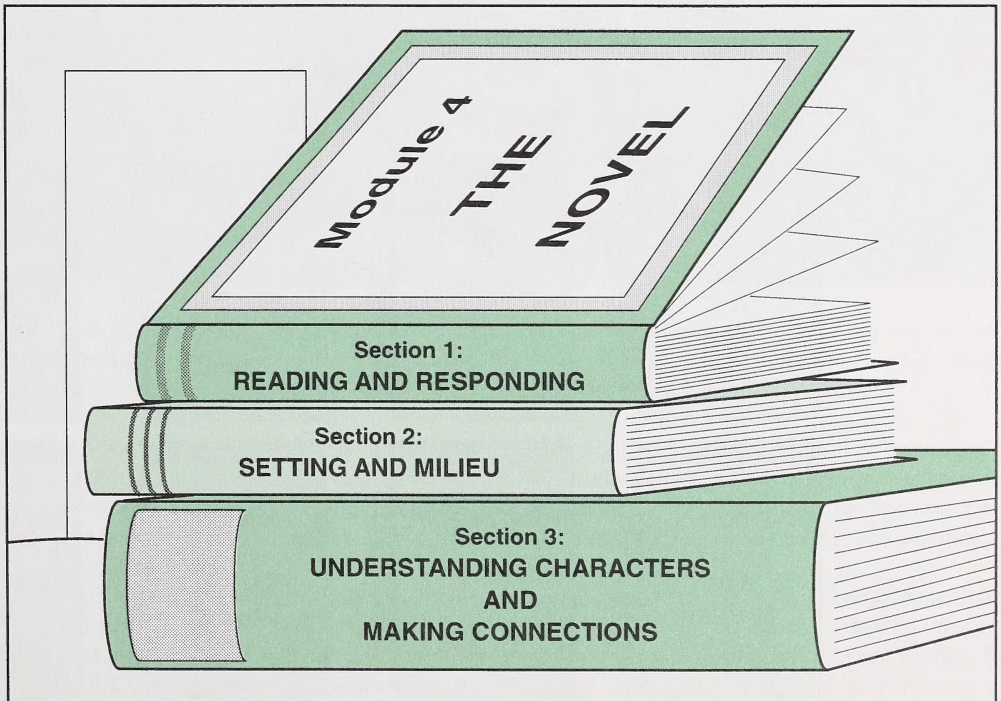 Module 4
THE
NOVEL
Section 1:
READING AND RESPONDING
Section 2:
SETTING AND MILIEU
Section 3:
UNDERSTANDING CHARACTERS
AND
MAKING CONNECTIONS